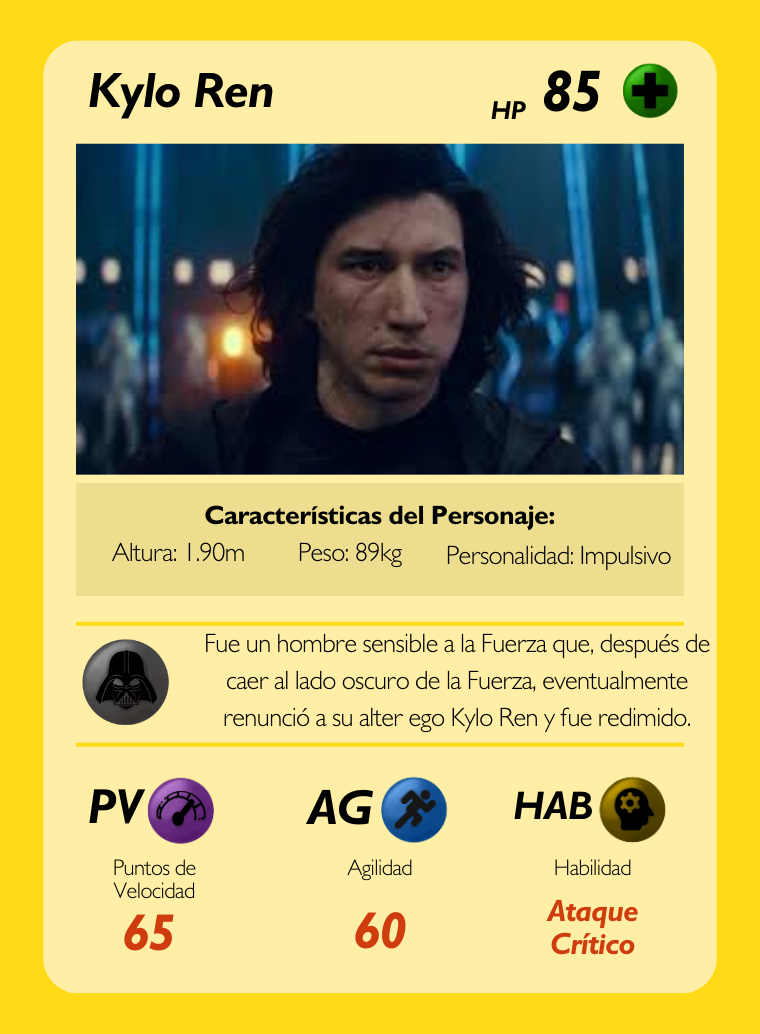 Kylo Ren
HP 85
Características del Personaje:
Altura: 1.90m Peso: 89kg Personalidad: Impulsivo
Fue un hombre sensible a la Fuerza que, después de
caer al lado oscuro de la Fuerza, eventualmente
renunció a su alter ego Kylo Ren y fue redimido.
PV AG HAB
Puntos de
Velocidad
65
Agilidad
60
Habilidad
Ataque
Crítico